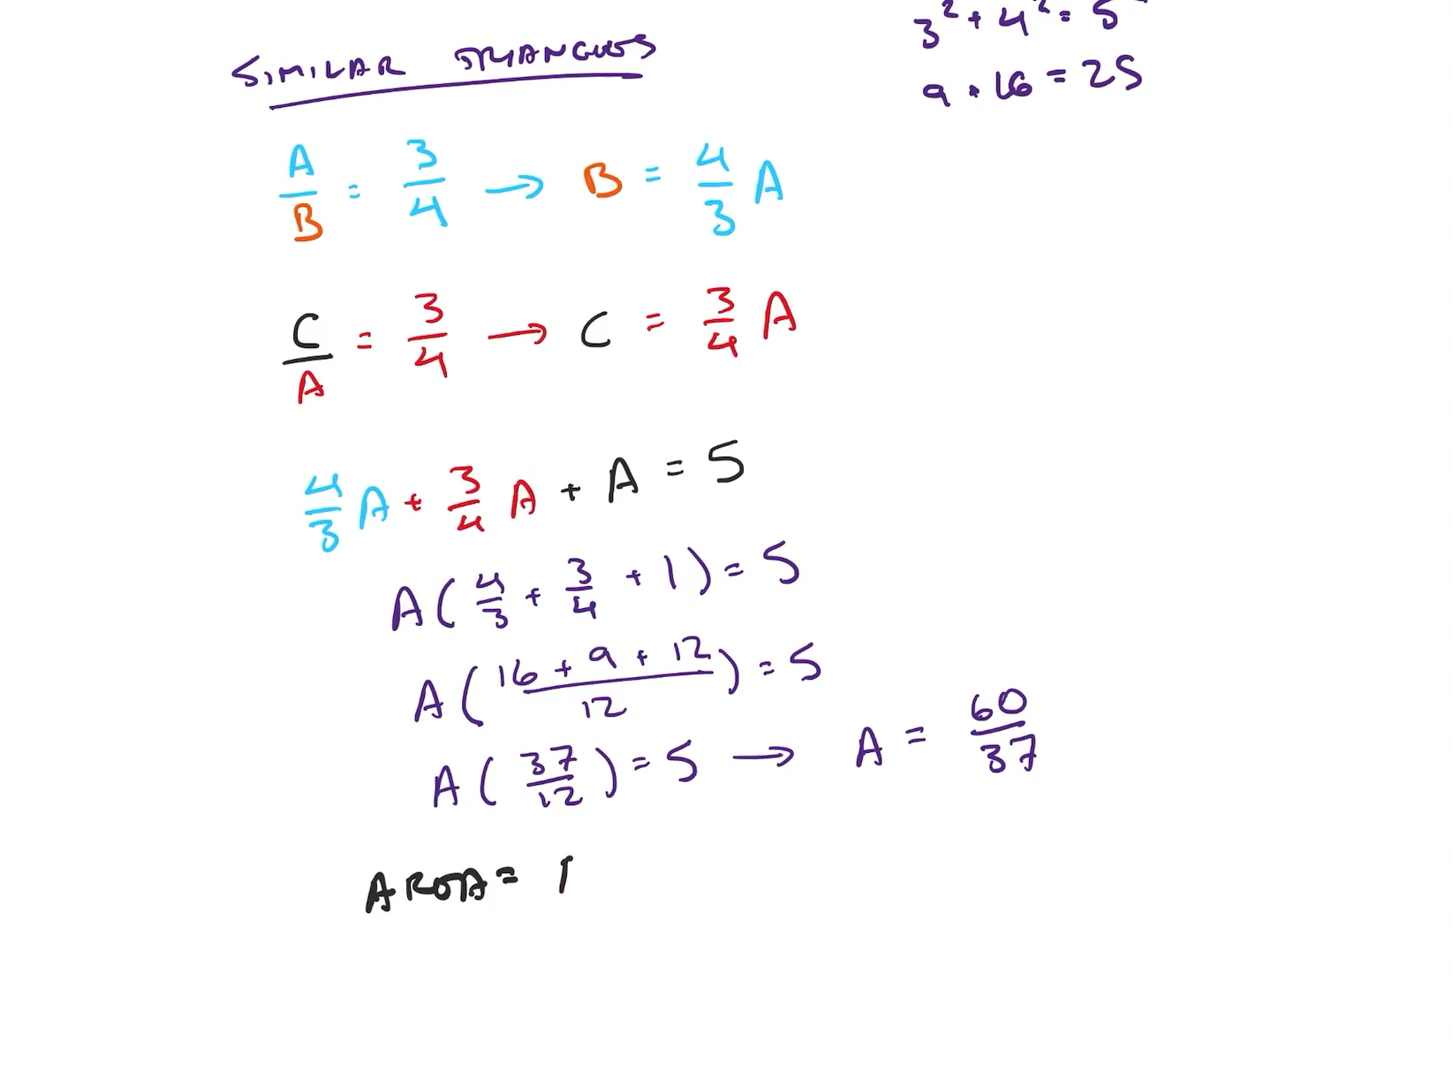 3² + 4² = 5
9 + 16 = 25
SIMILAR TRIANGLES
A/B = 3/4 → B = 4/3 A
C/A = 3/4 → C = 3/4 A
4/3 A + 3/4 A + A = 5
A(4/3 + 3/4 + 1) = 5
A((16 + 9 + 12)/12) = 5
A(37/12) = 5 → A = 60/37
AREA =